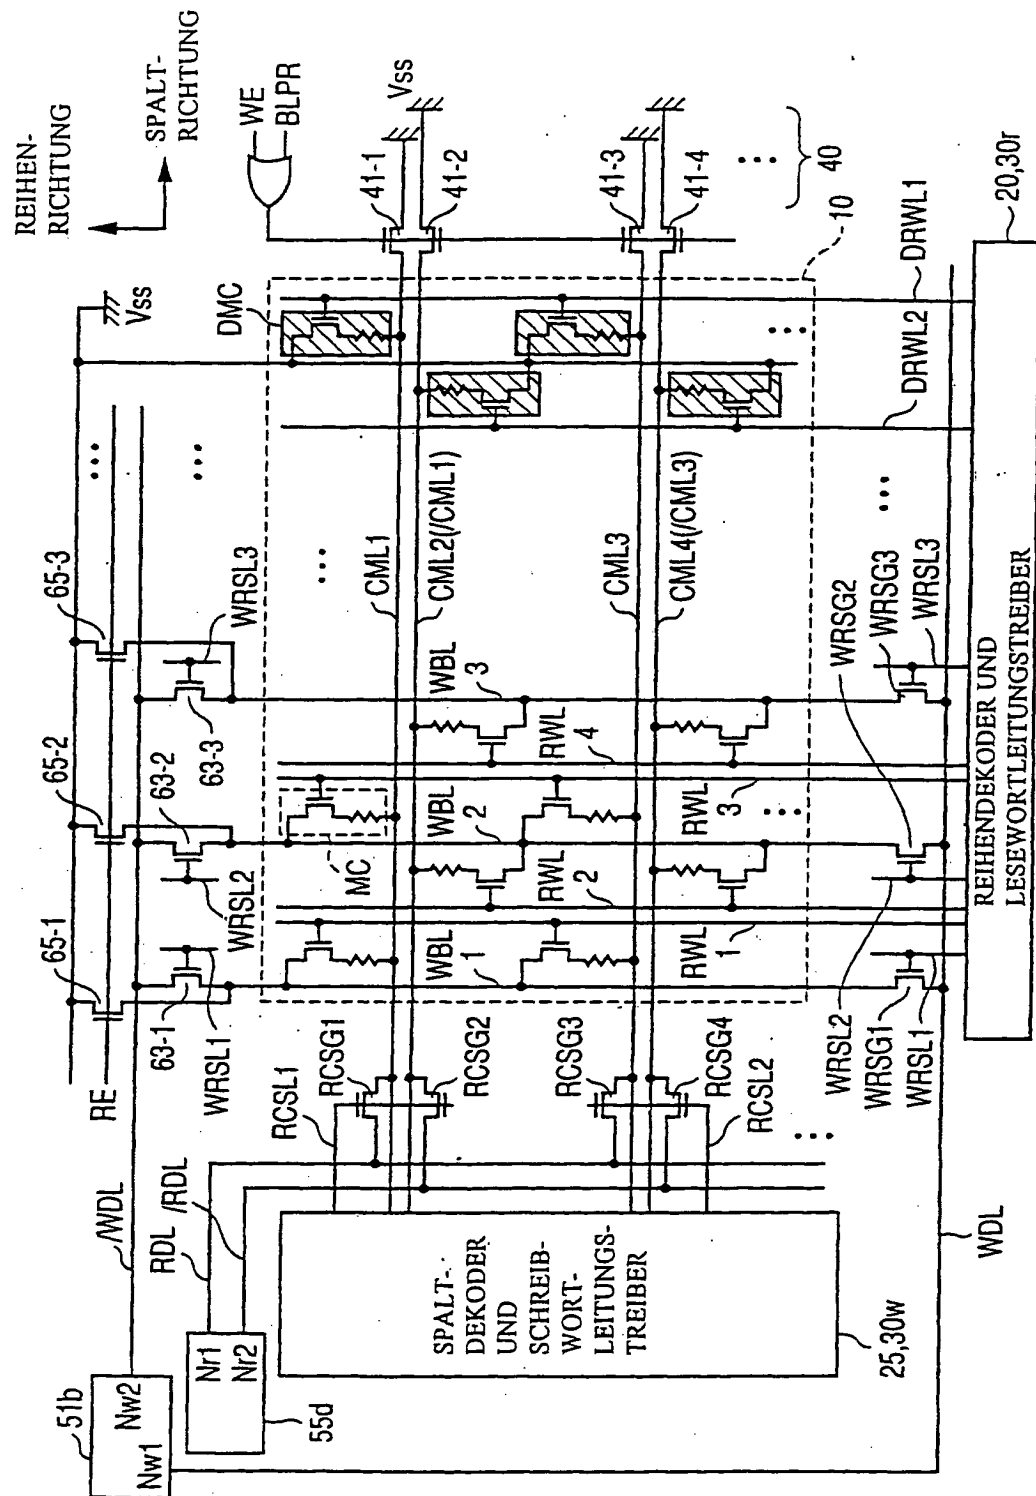 REIHEN-
RICHTUNG
SPALT-
RICHTUNG
WE
BLPR
Vss
41-1
41-2
41-3
41-4
40
10
20,30r
Vss
DMC
DRWL1
DRWL2
65-3
WRSL3
63-3
CML1
CML2(/CML1)
CML3
CML4(/CML3)
WBL
3
RWL
4
WRSG2
WRSG3
WRSL3
65-2
63-2
WRSL2
MC
WBL
2
RWL
2
RWL
3
65-1
63-1
WRSL1
WBL
1
RWL
1
WRSL2
WRSG1
WRSL1
REIHENDEKODER UND
LESEWORTLEITUNGSTREIBER
RE
RCSL1
RCSG1
RCSG2
RCSG3
RCSG4
RCSL2
/WDL
RDL
/RDL
WDL
SPALT-
DEKODER
UND
SCHREIB-
WORT-
LEITUNGS-
TREIBER
25,30w
51b
Nw2
Nw1
Nr1
Nr2
55d